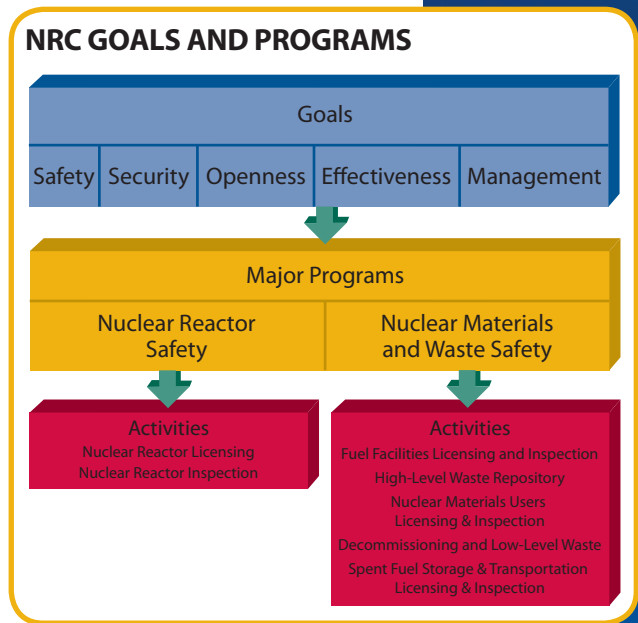 NRC GOALS AND PROGRAMS
Goals
Safety Security Openness Effectiveness Management
Major Programs
Nuclear Reactor
Safety
Nuclear Materials
and Waste Safety
Activities
Nuclear Reactor Licensing
Nuclear Reactor Inspection
Activities
Fuel Facilities Licensing and Inspection
High-Level Waste Repository
Nuclear Materials Users
Licensing & Inspection
Decommissioning and Low-Level Waste
Spent Fuel Storage & Transportation
Licensing & Inspection